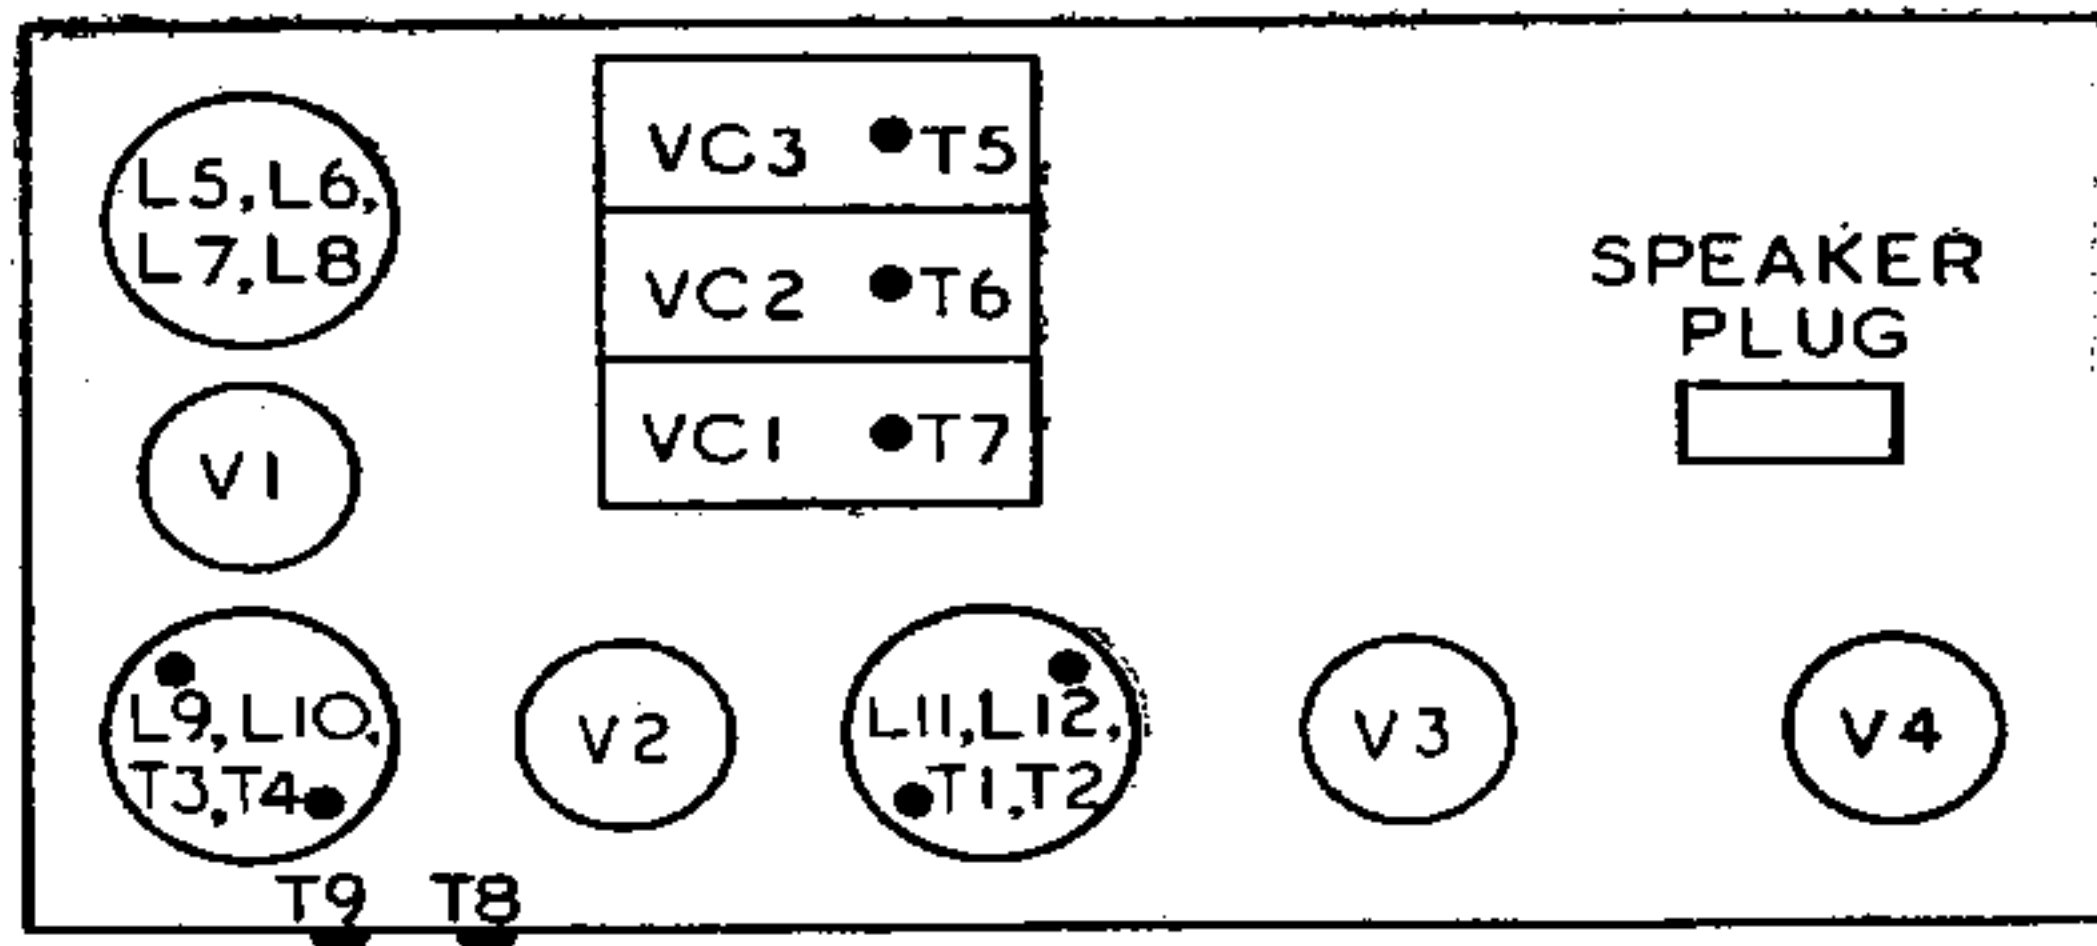 L5, L6,
L7, L8
VC3 T5
VC2 T6
VC1 T7
SPEAKER
PLUG
V1
L9, L10,
T3, T4
V2
L11, L12,
T1, T2
V3
V4
T9 T8